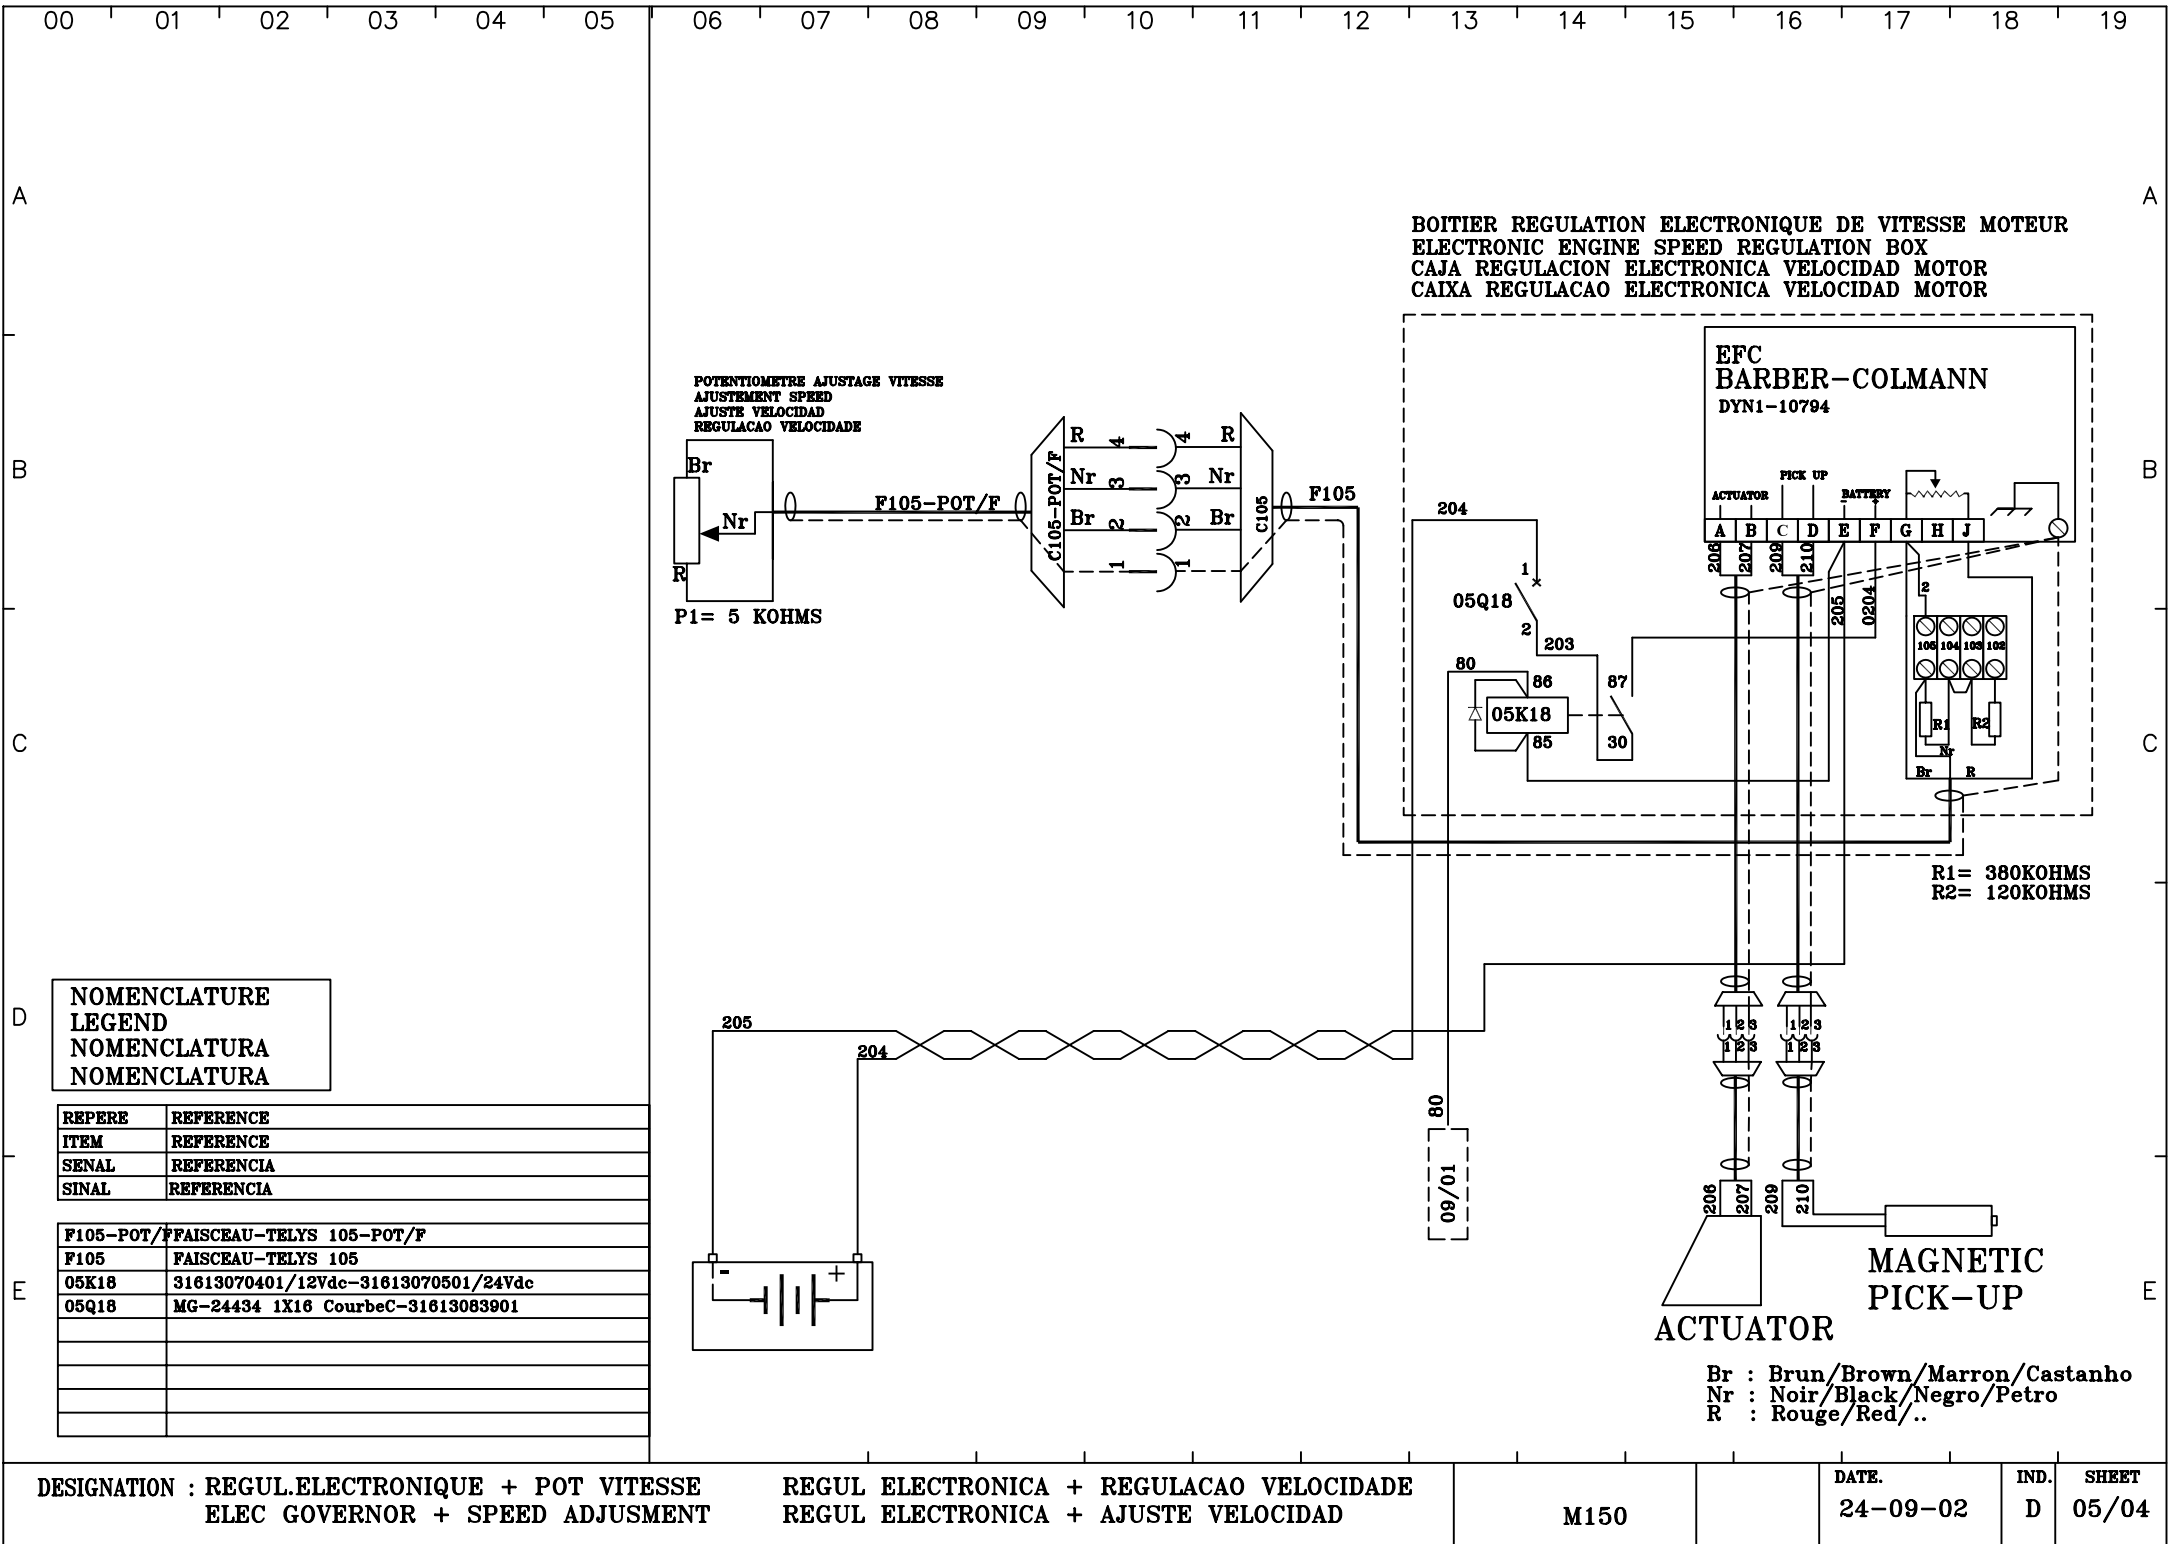 00 01 02 03 04 05 06 07 08 09 10 11 12 13 14 15 16 17 18 19
A A
BOITIER REGULATION ELECTRONIQUE DE VITESSE MOTEUR
ELECTRONIC ENGINE SPEED REGULATION BOX
CAJA REGULACION ELECTRONICA VELOCIDAD MOTOR
CAIXA REGULACAO ELECTRONICA VELOCIDAD MOTOR
EFC
BARBER-COLMANN
DYN1-10794
POTENTIOMETRE AJUSTAGE VITESSE
AJUSTEMENT SPEED
AJUSTE VELOCIDAD
REGULACAO VELOCIDADE
B B
Br
Nr
R
P1= 5 KOHMS
F105-POT/F
C105-POT/F
R 4 4 R
Nr 3 3 Nr
Br 2 2 Br
1 1
C105
F105
PICK UP
ACTUATOR
- BATTERY +
A B C D E F G H J
206 207 209 210
205 0204
2
204
1
05Q18
2
203
80
86 87
05K18
85 30
105 104 103 102
R1 R2
Nr
Br R
C C
R1= 380KOHMS
R2= 120KOHMS
D D
NOMENCLATURE
LEGEND
NOMENCLATURA
NOMENCLATURA
205
204
1 2 3 1 2 3
1 2 3 1 2 3
80
09/01
206 207 209 210
REPERE REFERENCE
ITEM REFERENCE
SENAL REFERENCIA
SINAL REFERENCIA
F105-POT/F FAISCEAU-TELYS 105-POT/F
F105 FAISCEAU-TELYS 105
05K18 31613070401/12Vdc-31613070501/24Vdc
05Q18 MG-24434 1X16 CourbeC-31613083901
E E
- +
MAGNETIC
PICK-UP
ACTUATOR
Br : Brun/Brown/Marron/Castanho
Nr : Noir/Black/Negro/Petro
R : Rouge/Red/..
DESIGNATION : REGUL.ELECTRONIQUE + POT VITESSE REGUL ELECTRONICA + REGULACAO VELOCIDADE
ELEC GOVERNOR + SPEED ADJUSMENT REGUL ELECTRONICA + AJUSTE VELOCIDAD
M150
DATE. IND. SHEET
24-09-02 D 05/04